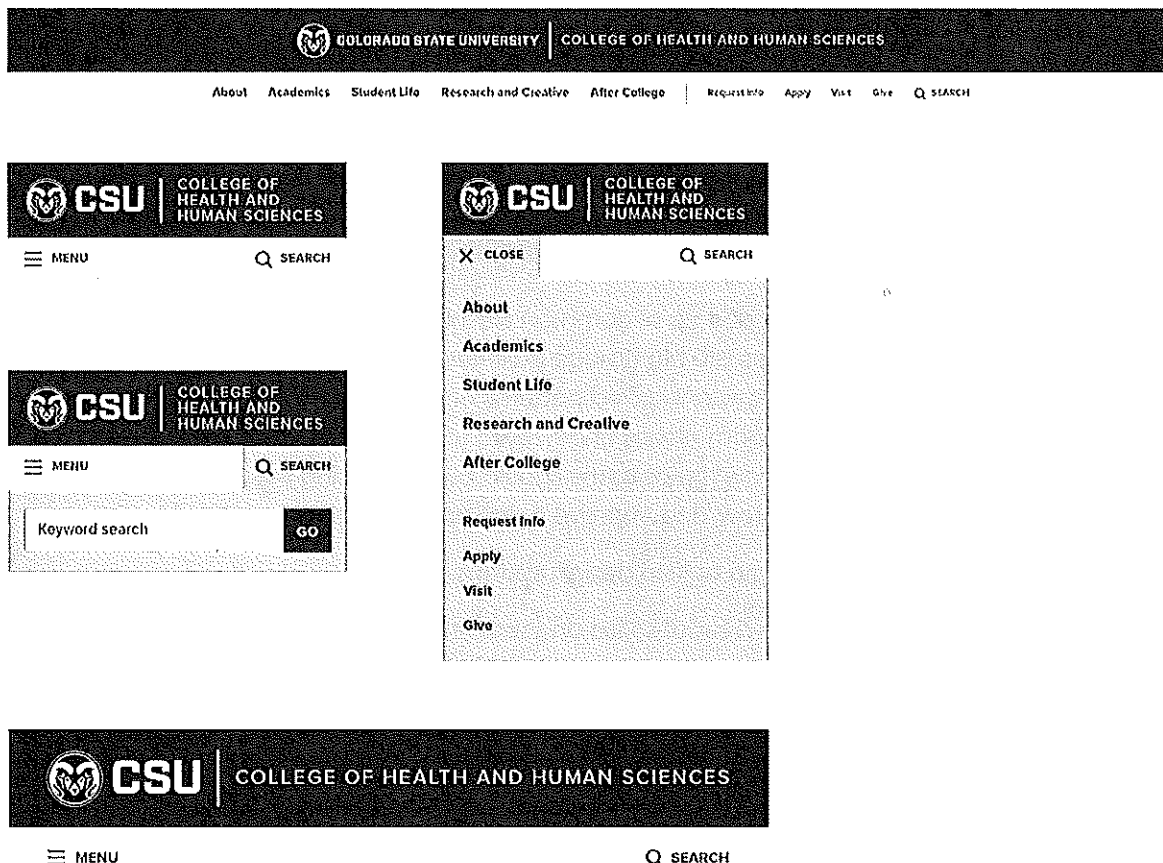 COLORADO STATE UNIVERSITY COLLEGE OF HEALTH AND HUMAN SCIENCES
About Academics Student Life Research and Creative After College Request Info Apply Visit Give SEARCH
CSU COLLEGE OF
HEALTH AND
HUMAN SCIENCES
MENU SEARCH
CSU COLLEGE OF
HEALTH AND
HUMAN SCIENCES
MENU SEARCH
Keyword search GO
CSU COLLEGE OF
HEALTH AND
HUMAN SCIENCES
CLOSE SEARCH
About
Academics
Student Life
Research and Creative
After College
Request Info
Apply
Visit
Give
CSU COLLEGE OF HEALTH AND HUMAN SCIENCES
MENU SEARCH